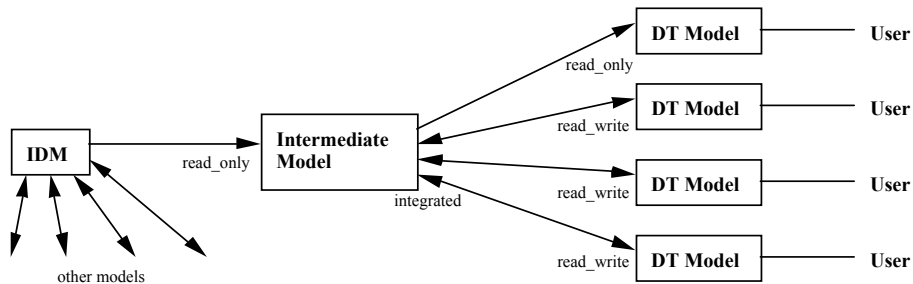 DT Model
User
read_only
DT Model
User
read_write
Intermediate
Model
IDM
read_only
DT Model
User
read_write
integrated
DT Model
User
read_write
other models